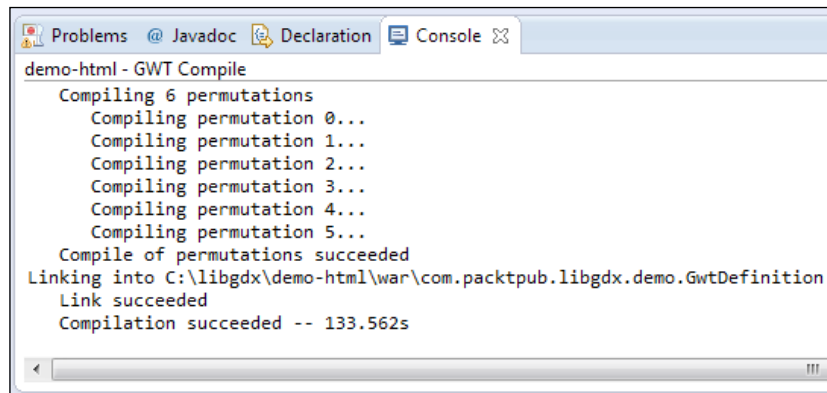 Problems @ Javadoc Declaration Console
demo-html - GWT Compile
Compiling 6 permutations
Compiling permutation 0...
Compiling permutation 1...
Compiling permutation 2...
Compiling permutation 3...
Compiling permutation 4...
Compiling permutation 5...
Compile of permutations succeeded
Linking into C:\libgdx\demo-html\war\com.packtpub.libgdx.demo.GwtDefinition
Link succeeded
Compilation succeeded -- 133.562s